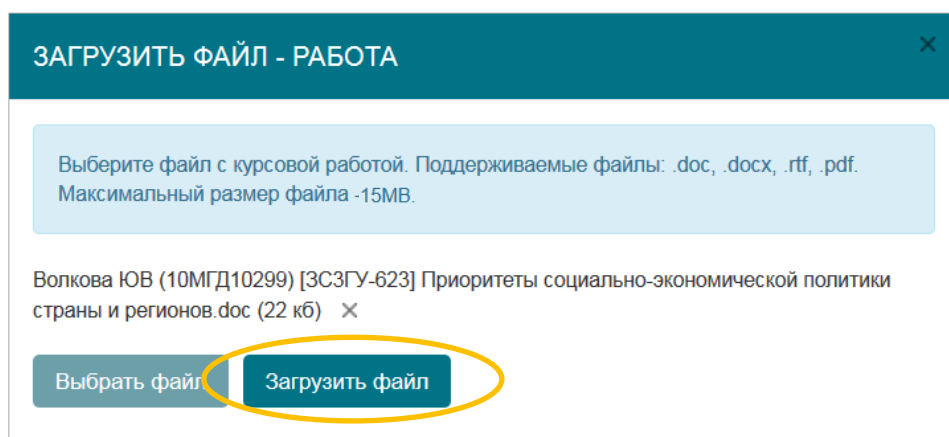 ЗАГРУЗИТЬ ФАЙЛ - РАБОТА
Выберите файл с курсовой работой. Поддерживаемые файлы: .doc, .docx, .rtf, .pdf.
Максимальный размер файла -15МВ.
Волкова ЮВ (10МГД10299) [ЗСЗГУ-623] Приоритеты социально-экономической политики
страны и регионов.doc (22 кб)
Выбрать файл Загрузить файл